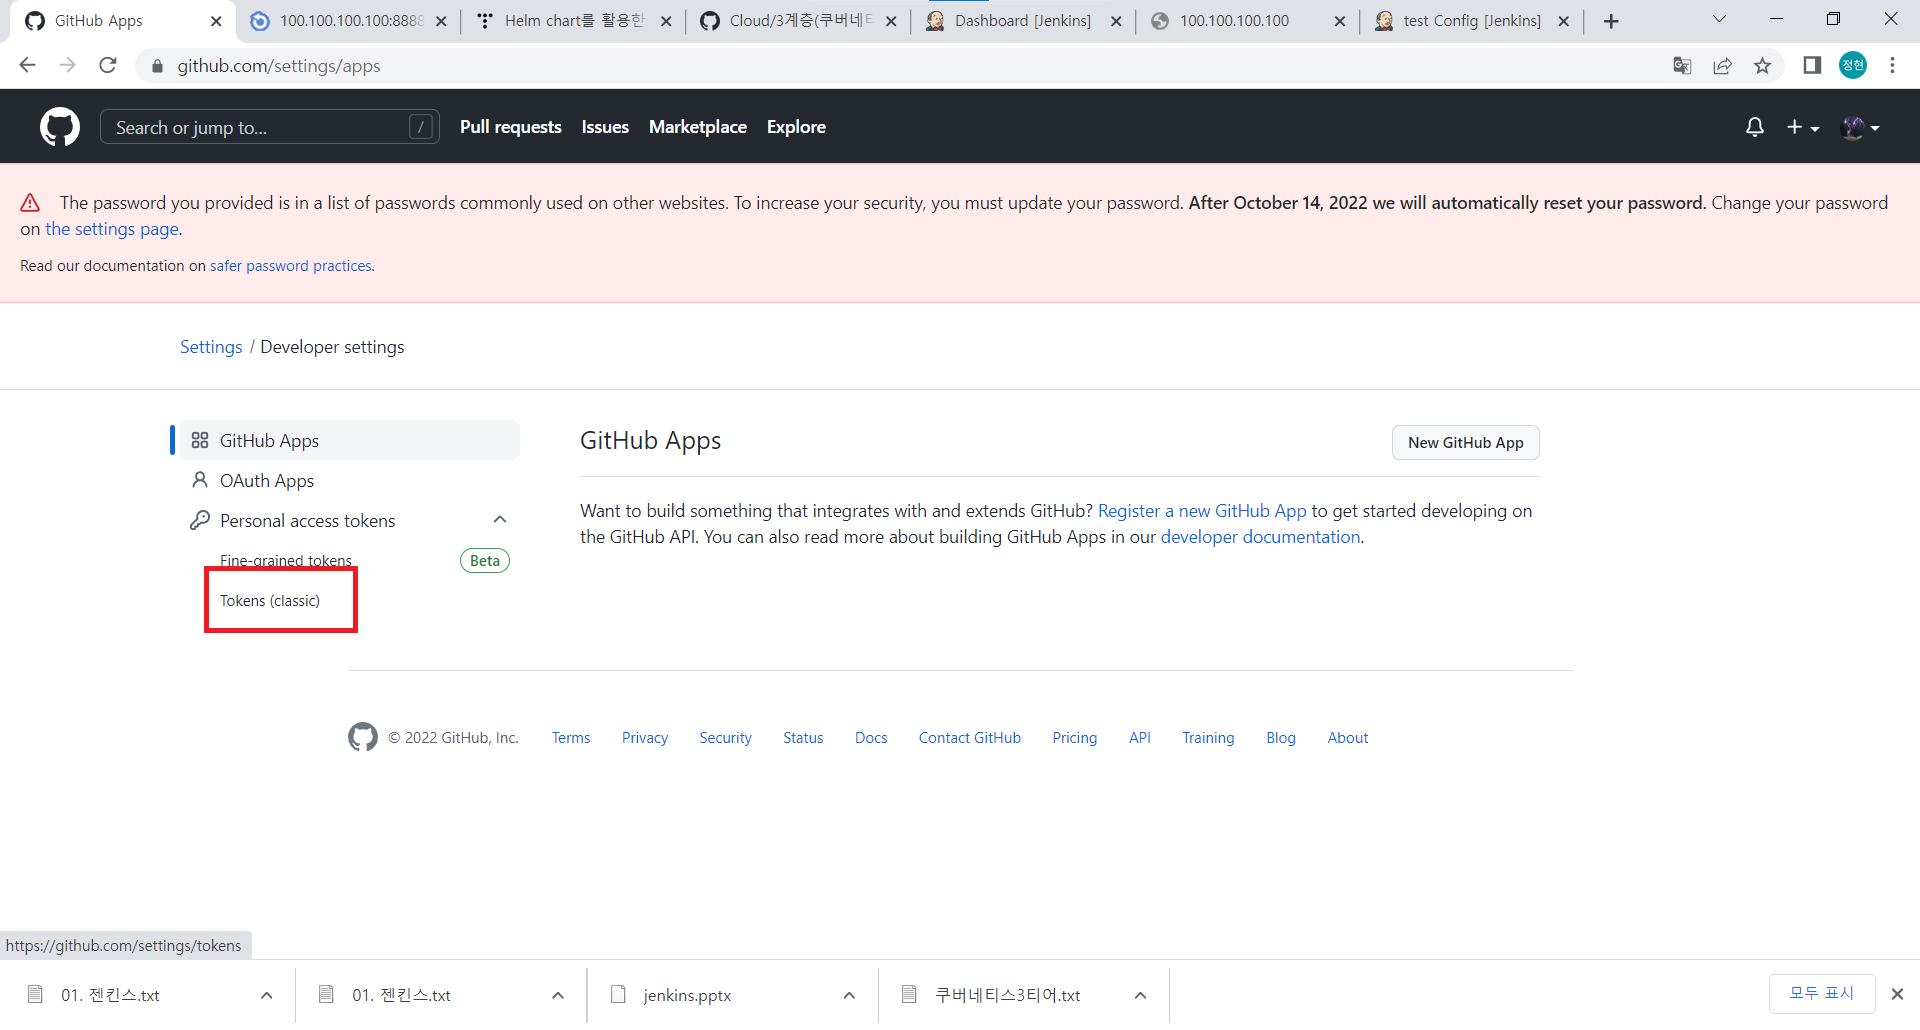 GitHub Apps
100.100.100.100:8888
Helm chart를 활용한
Cloud/3계층(쿠버네티
Dashboard [Jenkins]
100.100.100.100
test Config [Jenkins]
github.com/settings/apps
정현
Search or jump to...
/
Pull requests
Issues
Marketplace
Explore
The password you provided is in a list of passwords commonly used on other websites. To increase your security, you must update your password. After October 14, 2022 we will automatically reset your password. Change your password
on the settings page.
Read our documentation on safer password practices.
Settings / Developer settings
GitHub Apps
OAuth Apps
Personal access tokens
Fine-grained tokens
Beta
Tokens (classic)
GitHub Apps
New GitHub App
Want to build something that integrates with and extends GitHub? Register a new GitHub App to get started developing on
the GitHub API. You can also read more about building GitHub Apps in our developer documentation.
© 2022 GitHub, Inc.
Terms
Privacy
Security
Status
Docs
Contact GitHub
Pricing
API
Training
Blog
About
https://github.com/settings/tokens
01. 젠킨스.txt
01. 젠킨스.txt
jenkins.pptx
쿠버네티스3티어.txt
모두 표시